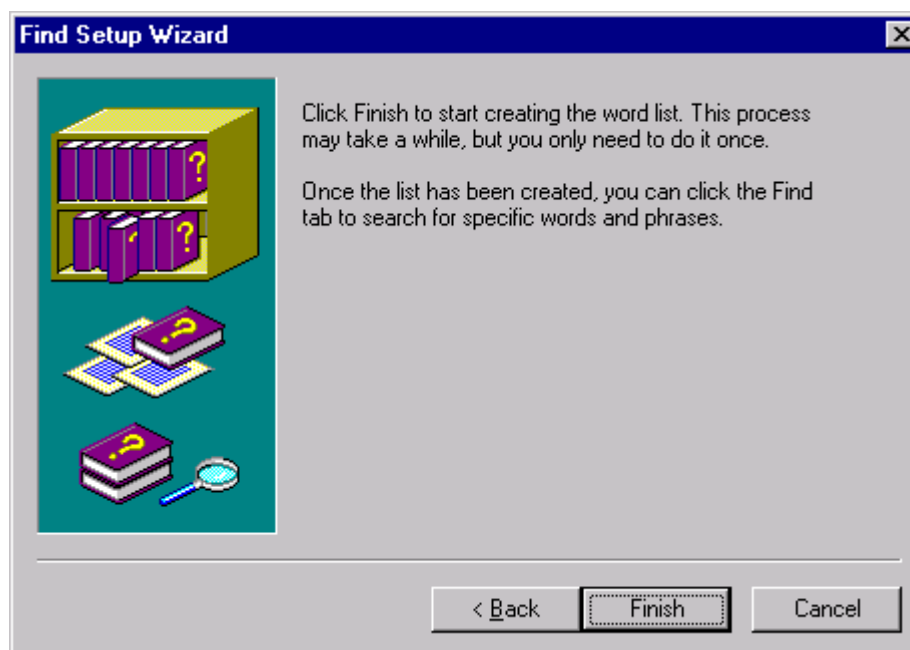 Find Setup Wizard
Click Finish to start creating the word list. This process
may take a while, but you only need to do it once.
Once the list has been created, you can click the Find
tab to search for specific words and phrases.
?
?
?
?
< Back
Finish
Cancel